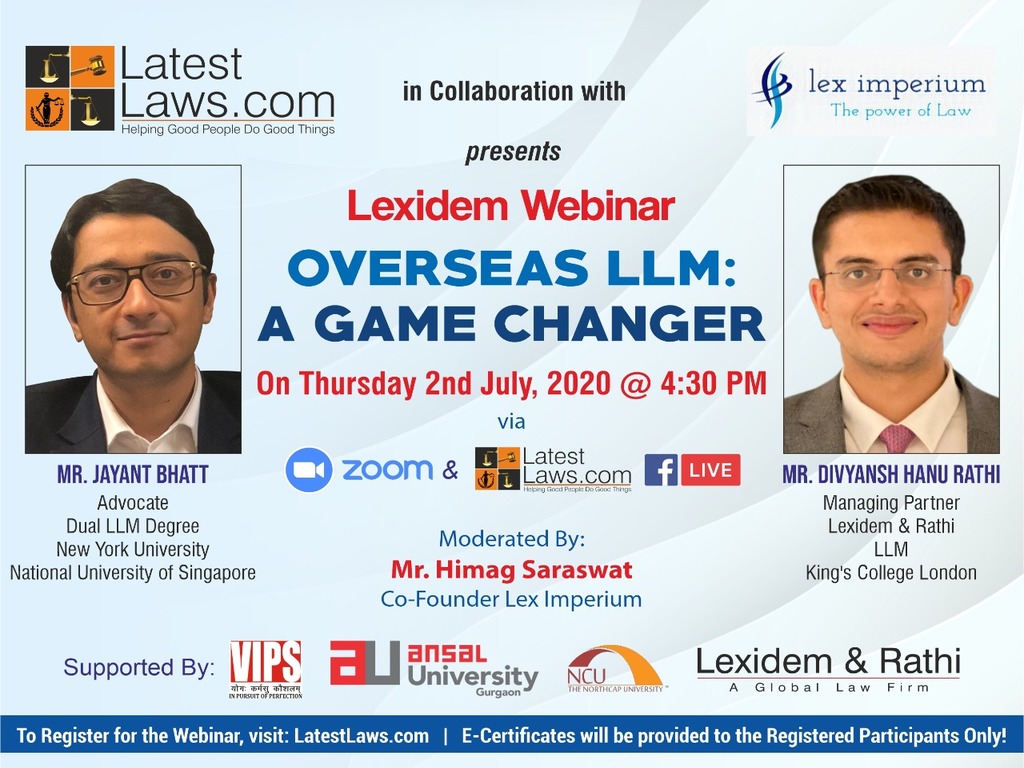 Latest
Laws.com
Helping Good People Do Good Things
in Collaboration with
lex imperium
The power of Law
presents
Lexidem Webinar
OVERSEAS LLM:
A GAME CHANGER
On Thursday 2nd July, 2020 @ 4:30 PM
via
zoom & Latest
Laws.com
Helping Good People Do Good Things
f LIVE
MR. JAYANT BHATT
Advocate
Dual LLM Degree
New York University
National University of Singapore
MR. DIVYANSH HANU RATHI
Managing Partner
Lexidem & Rathi
LLM
King's College London
Moderated By:
Mr. Himag Saraswat
Co-Founder Lex Imperium
Supported By:
VIPS
योगः कर्मसु कौशलम्
IN PURSUIT OF PERFECTION
aU ansal
University
Gurgaon
NCU
THE NORTHCAP UNIVERSITY
Lexidem & Rathi
A Global Law Firm
To Register for the Webinar, visit: LatestLaws.com | E-Certificates will be provided to the Registered Participants Only!